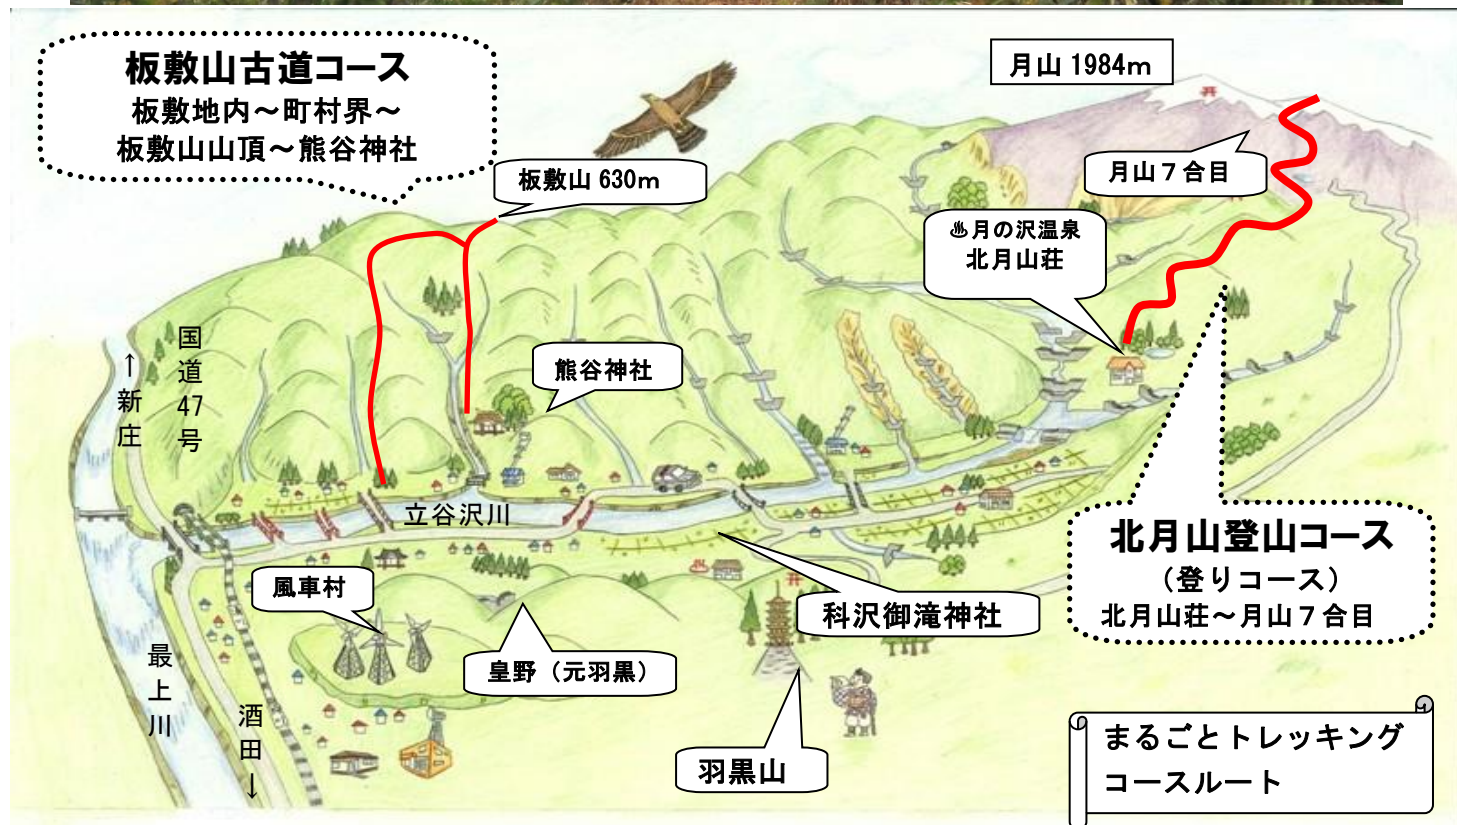 板敷山古道コース
板敷地内～町村界～
板敷山山頂～熊谷神社
月山 1984ｍ
板敷山 630ｍ
月山７合目
♨月の沢温泉
北月山荘
熊谷神社
国道47号
↑新庄
立谷沢川
風車村
皇野（元羽黒）
科沢御滝神社
北月山登山コース
（登りコース）
北月山荘～月山７合目
最上川
酒田↓
羽黒山
まるごとトレッキング
コースルート